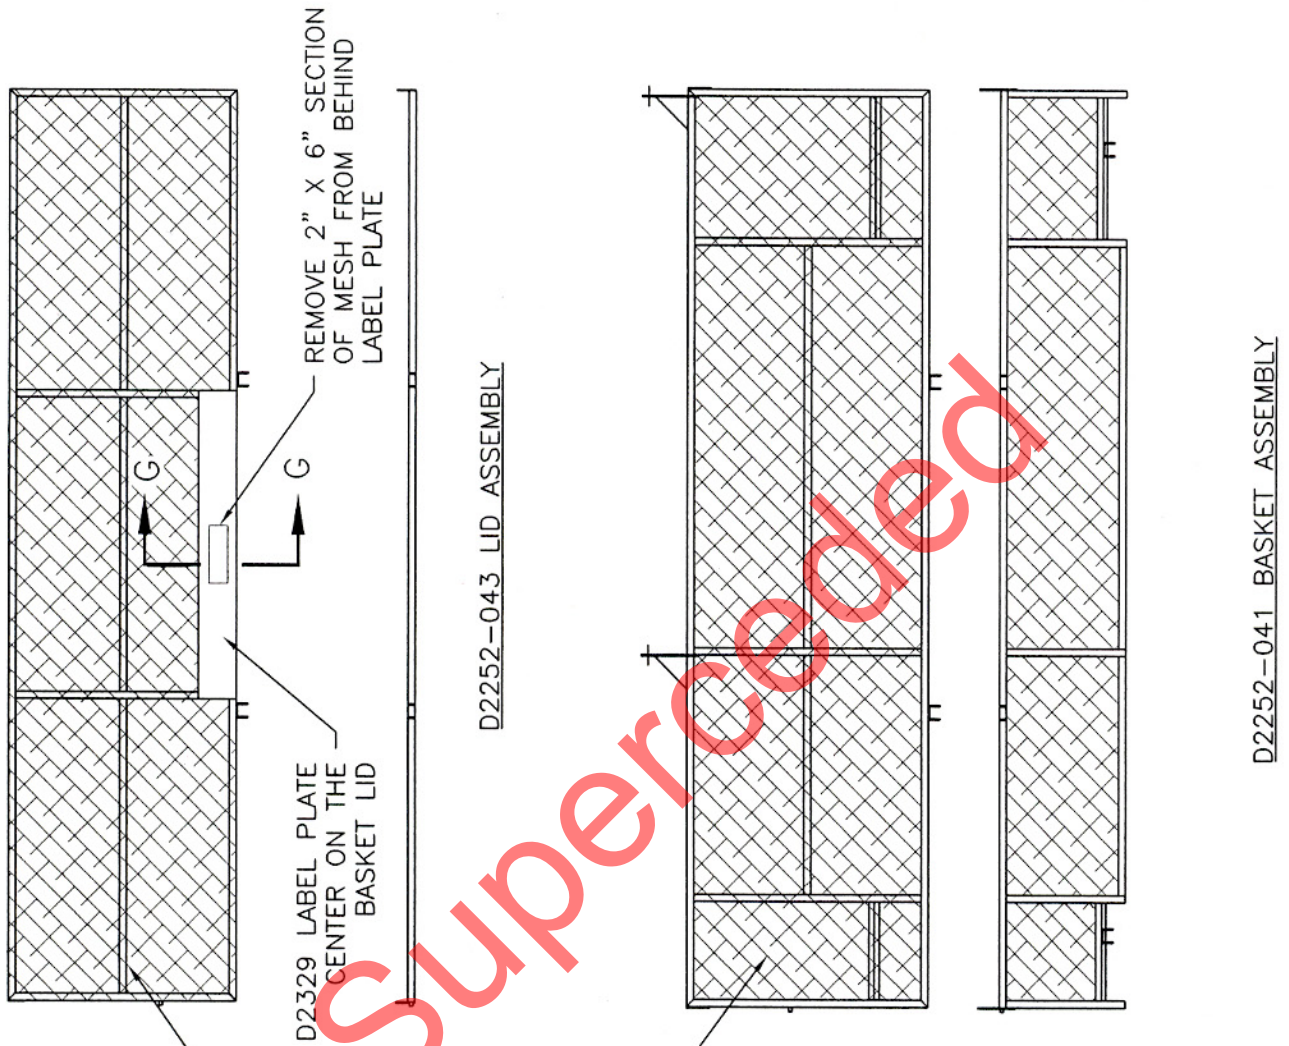 REMOVE 2" X 6" SECTION
OF MESH FROM BEHIND
LABEL PLATE
G
G
D2329 LABEL PLATE
CENTER ON THE
BASKET LID
D2252-043 LID ASSEMBLY
Superceded
D2252-041 BASKET ASSEMBLY